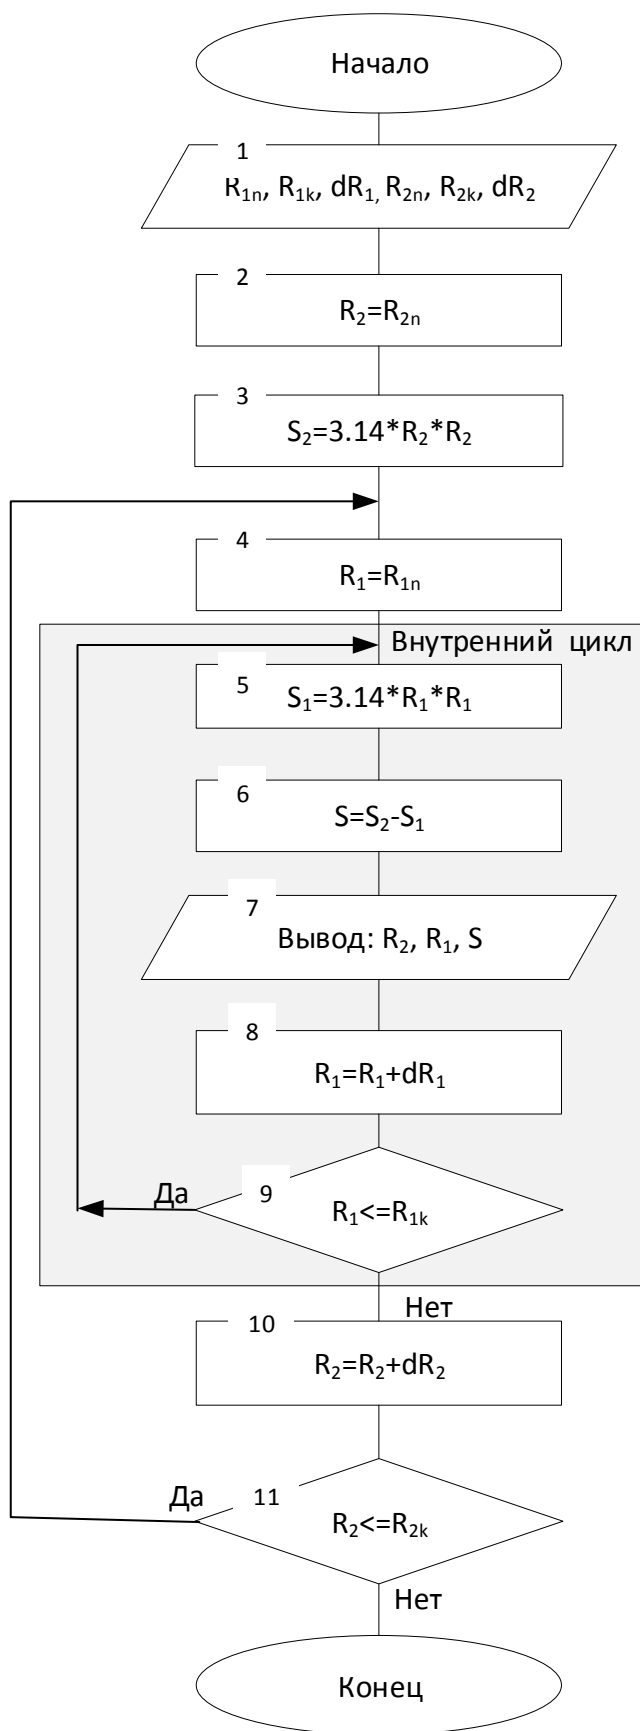 Начало
1
R₁ₙ, R₁ₖ, dR₁, R₂ₙ, R₂ₖ, dR₂
2
R₂=R₂ₙ
3
S₂=3.14*R₂*R₂
4
R₁=R₁ₙ
Внутренний цикл
5
S₁=3.14*R₁*R₁
6
S=S₂-S₁
7
Вывод: R₂, R₁, S
8
R₁=R₁+dR₁
Да
9
R₁<=R₁ₖ
Нет
10
R₂=R₂+dR₂
Да
11
R₂<=R₂ₖ
Нет
Конец